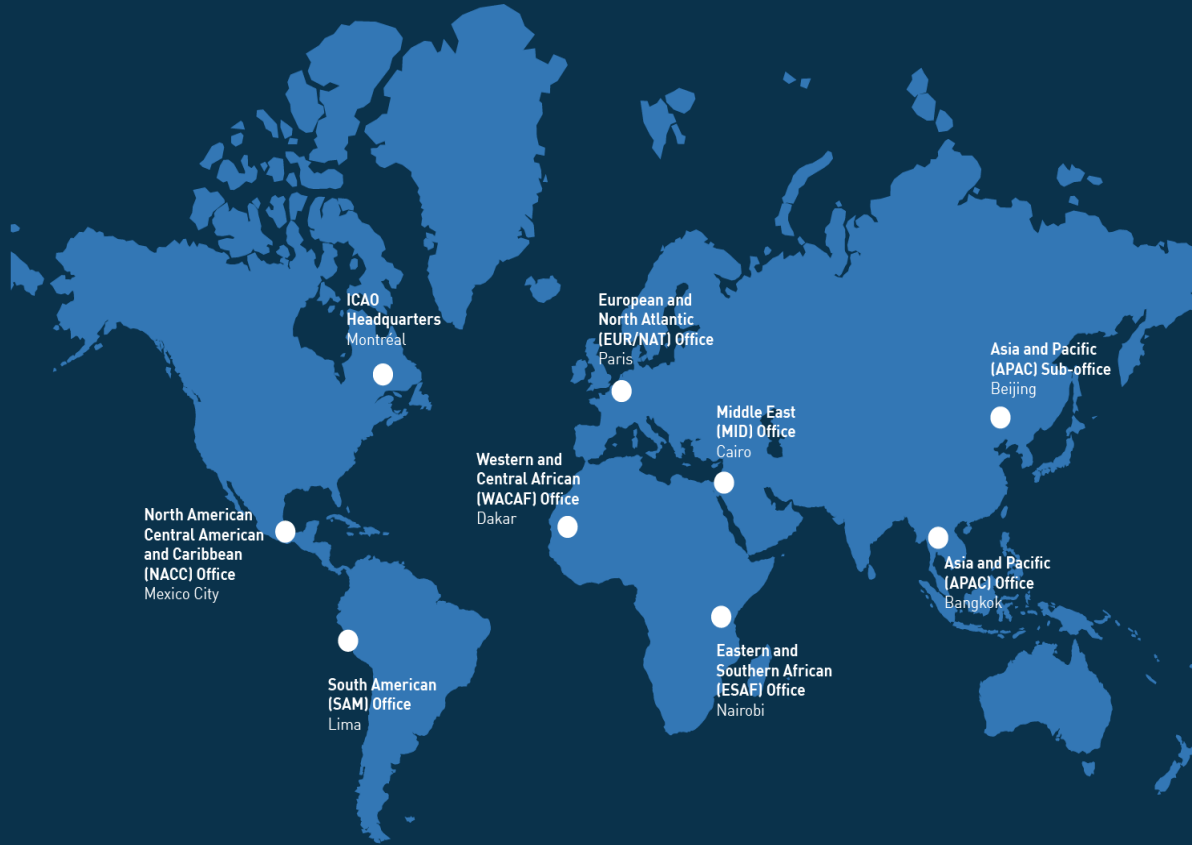 ICAO
Headquarters
Montréal
European and
North Atlantic
(EUR/NAT) Office
Paris
Asia and Pacific
(APAC) Sub-office
Beijing
Middle East
(MID) Office
Cairo
Western and
Central African
(WACAF) Office
Dakar
North American
Central American
and Caribbean
(NACC) Office
Mexico City
Asia and Pacific
(APAC) Office
Bangkok
Eastern and
Southern African
(ESAF) Office
Nairobi
South American
(SAM) Office
Lima